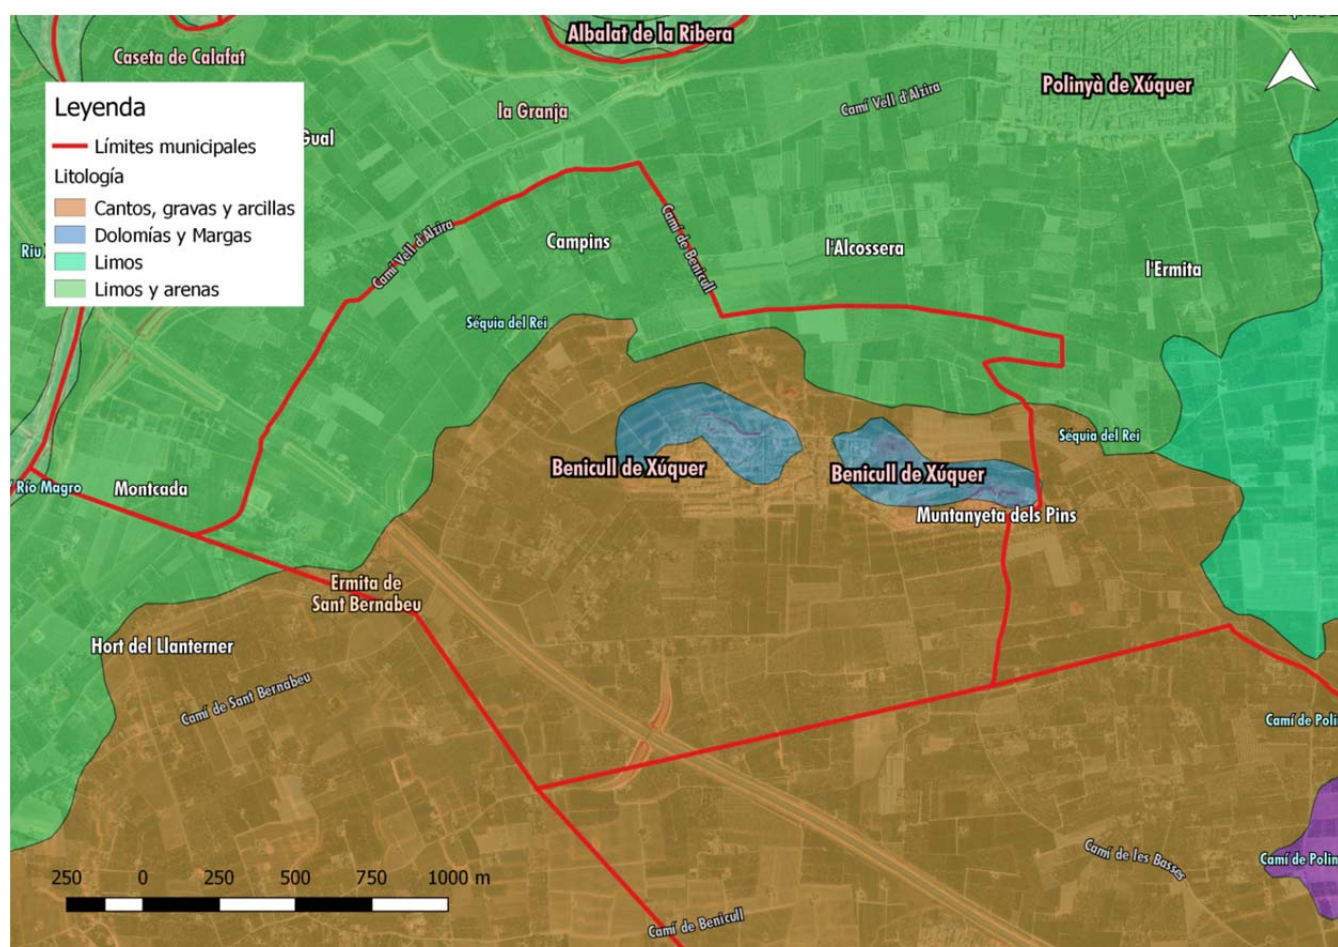 Albalat de la Ribera
Caseta de Calafat
Polinyà de Xúquer
Camí Vell d'Alzira
la Granja
Leyenda
Límites municipales
Litología
Cantos, gravas y arcillas
Dolomías y Margas
Limos
Limos y arenas
Gual
Riu
Campins
Camí Vell d'Alzira
Camí de Benicull
l'Alcossera
l'Ermita
Séquia del Rei
Séquia del Rei
Benicull de Xúquer
Benicull de Xúquer
Río Magro
Montcada
Muntanyeta dels Pins
Ermita de
Sant Bernabeu
Hort del Llanterner
Camí de Sant Bernabeu
Camí de Poli
Camí de les Basses
Camí de Polin
250 0 250 500 750 1000 m
Camí de Benicull